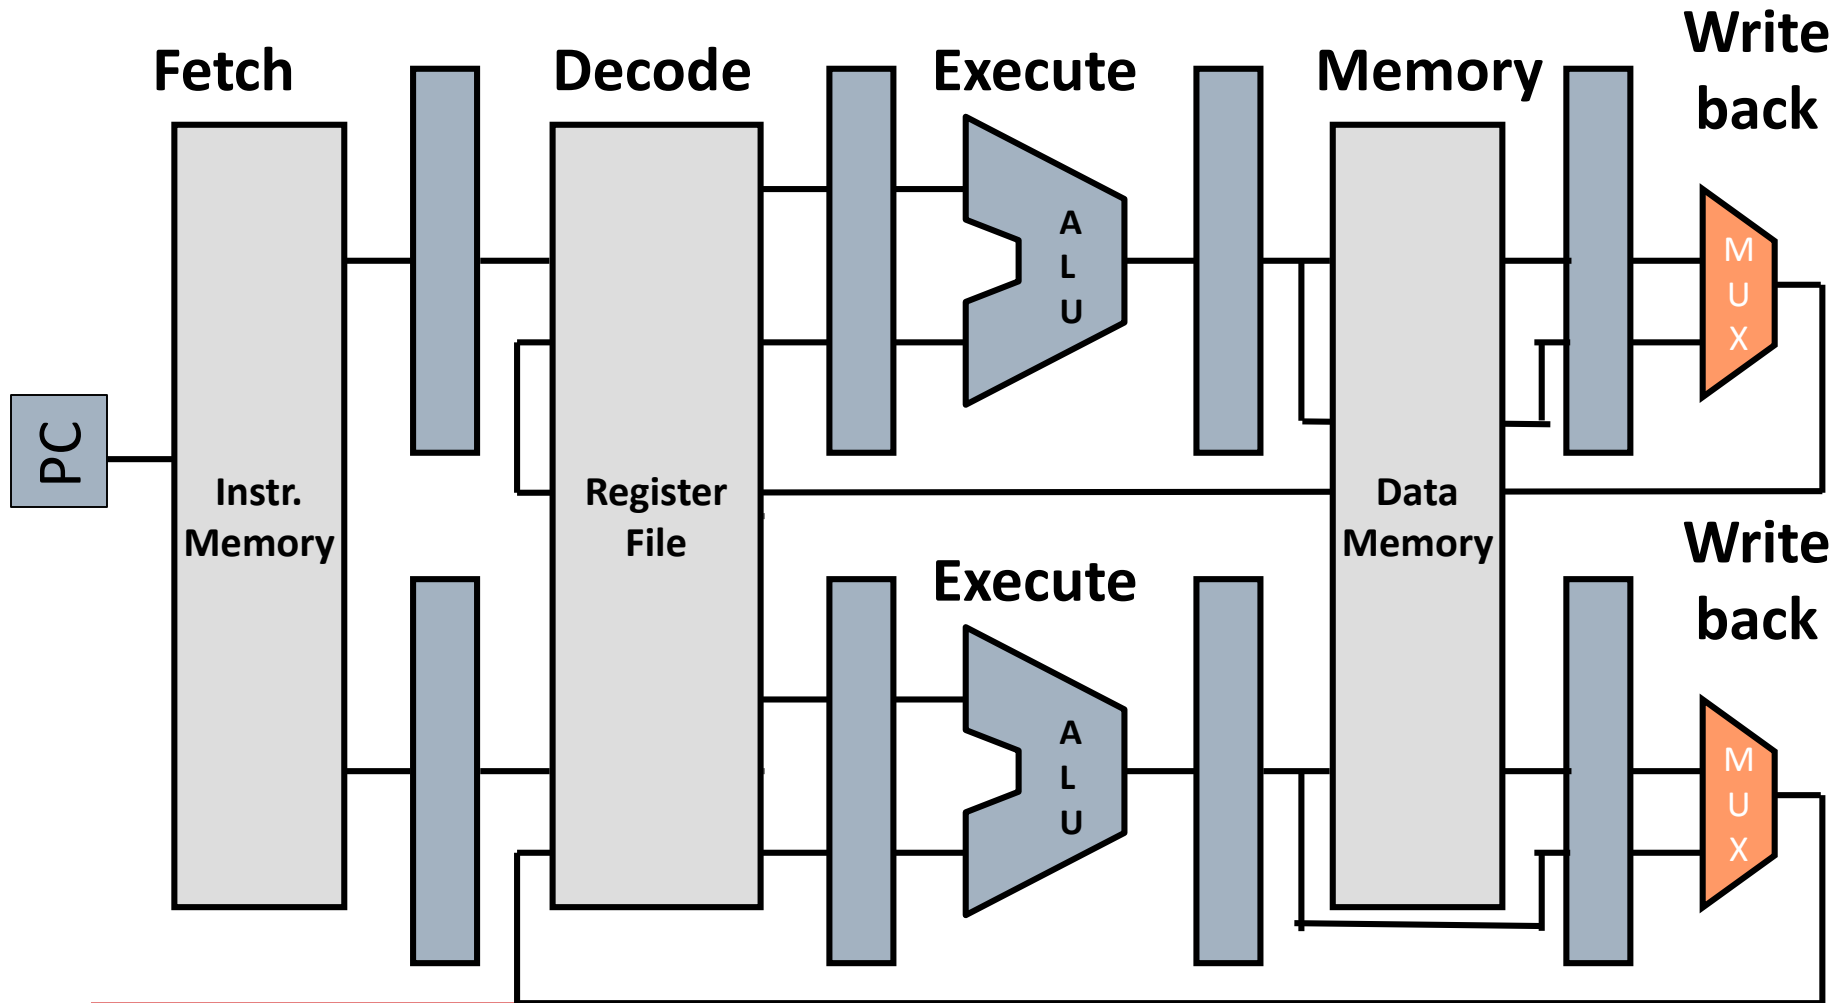 Fetch
Decode
Execute
Memory
Write
back
A
L
U
M
U
X
PC
Instr.
Memory
Register
File
Data
Memory
Execute
Write
back
A
L
U
M
U
X